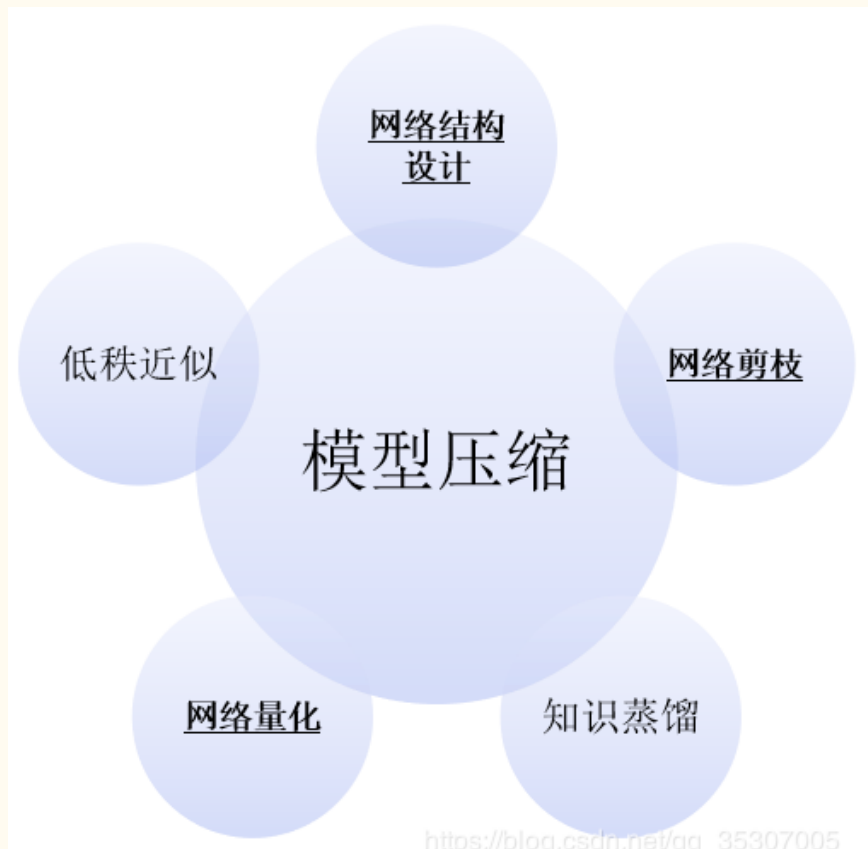 网络结构
设计
低秩近似
网络剪枝
模型压缩
网络量化
知识蒸馏
https://blog.csdn.net/qq_35307005